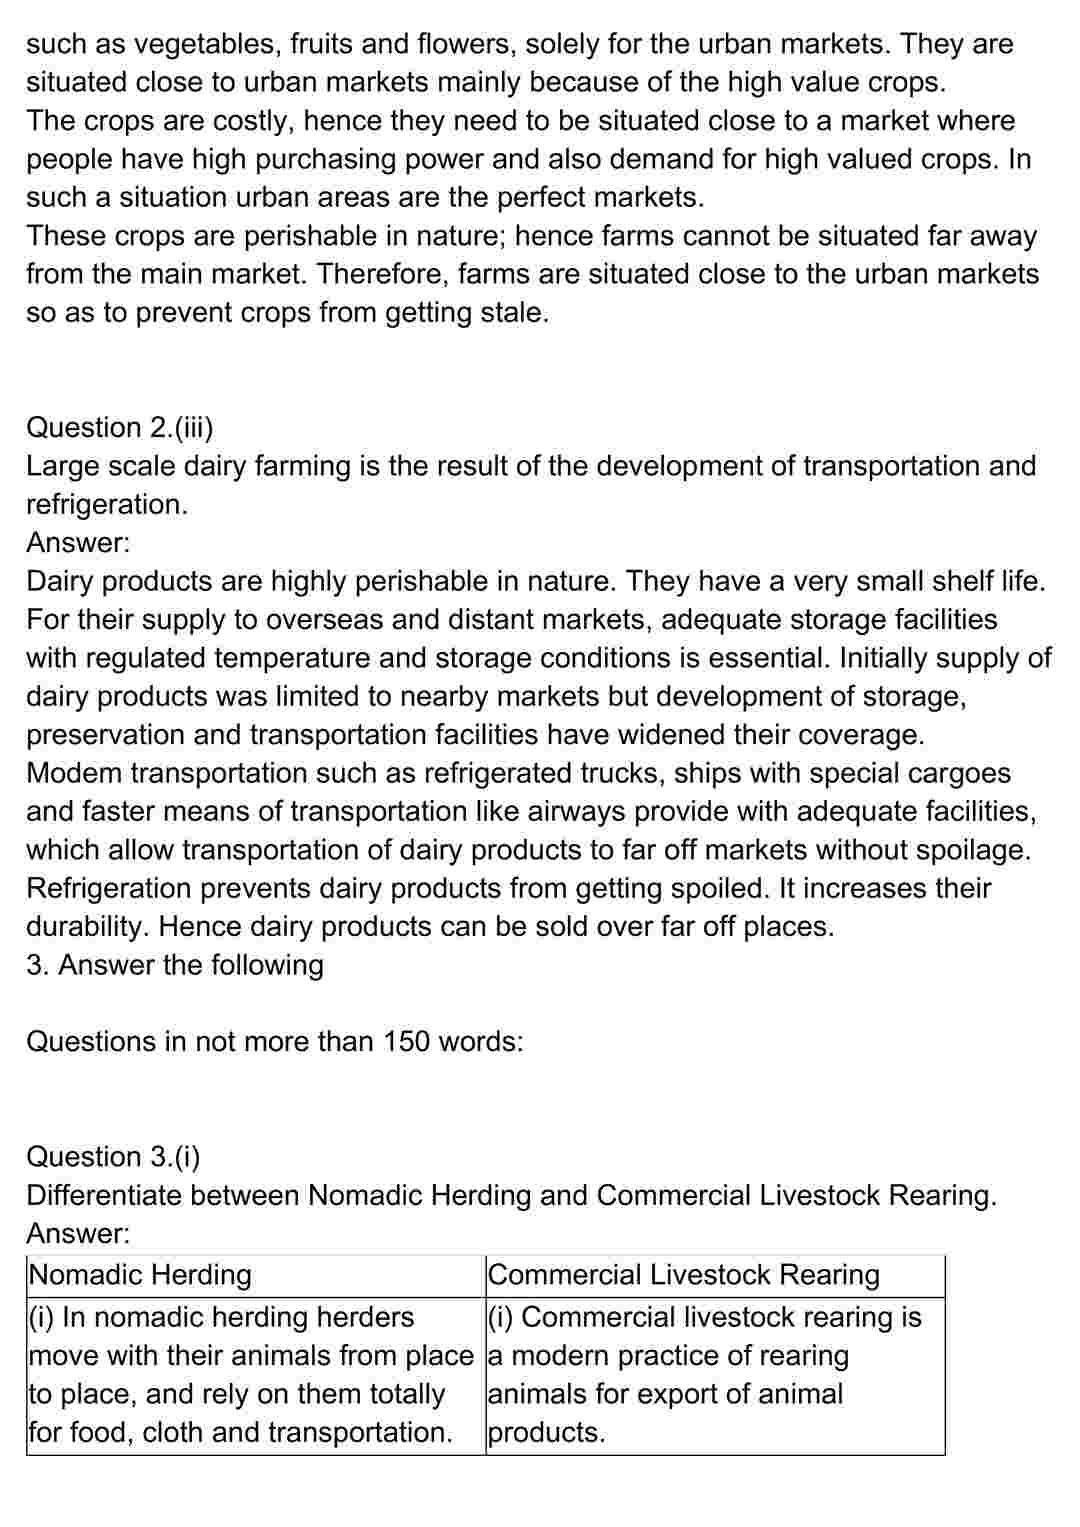 such as vegetables, fruits and flowers, solely for the urban markets. They are
situated close to urban markets mainly because of the high value crops.
The crops are costly, hence they need to be situated close to a market where
people have high purchasing power and also demand for high valued crops. In
such a situation urban areas are the perfect markets.
These crops are perishable in nature; hence farms cannot be situated far away
from the main market. Therefore, farms are situated close to the urban markets
so as to prevent crops from getting stale.
Question 2.(iii)
Large scale dairy farming is the result of the development of transportation and
refrigeration.
Answer:
Dairy products are highly perishable in nature. They have a very small shelf life.
For their supply to overseas and distant markets, adequate storage facilities
with regulated temperature and storage conditions is essential. Initially supply of
dairy products was limited to nearby markets but development of storage,
preservation and transportation facilities have widened their coverage.
Modem transportation such as refrigerated trucks, ships with special cargoes
and faster means of transportation like airways provide with adequate facilities,
which allow transportation of dairy products to far off markets without spoilage.
Refrigeration prevents dairy products from getting spoiled. It increases their
durability. Hence dairy products can be sold over far off places.
3. Answer the following
Questions in not more than 150 words:
Question 3.(i)
Differentiate between Nomadic Herding and Commercial Livestock Rearing.
Answer:
Nomadic Herding
(i) In nomadic herding herders
move with their animals from place
to place, and rely on them totally
for food, cloth and transportation.
Commercial Livestock Rearing
(i) Commercial livestock rearing is
a modern practice of rearing
animals for export of animal
products.